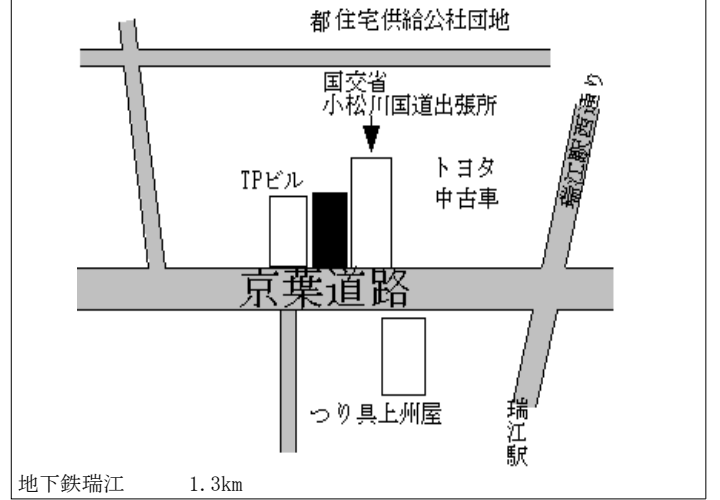 都住宅供給公社団地
国交省
小松川国道出張所
瑞江駅西通り
TPビル
トヨタ
中古車
京葉道路
つり具上州屋
瑞江駅
地下鉄瑞江 1.3km